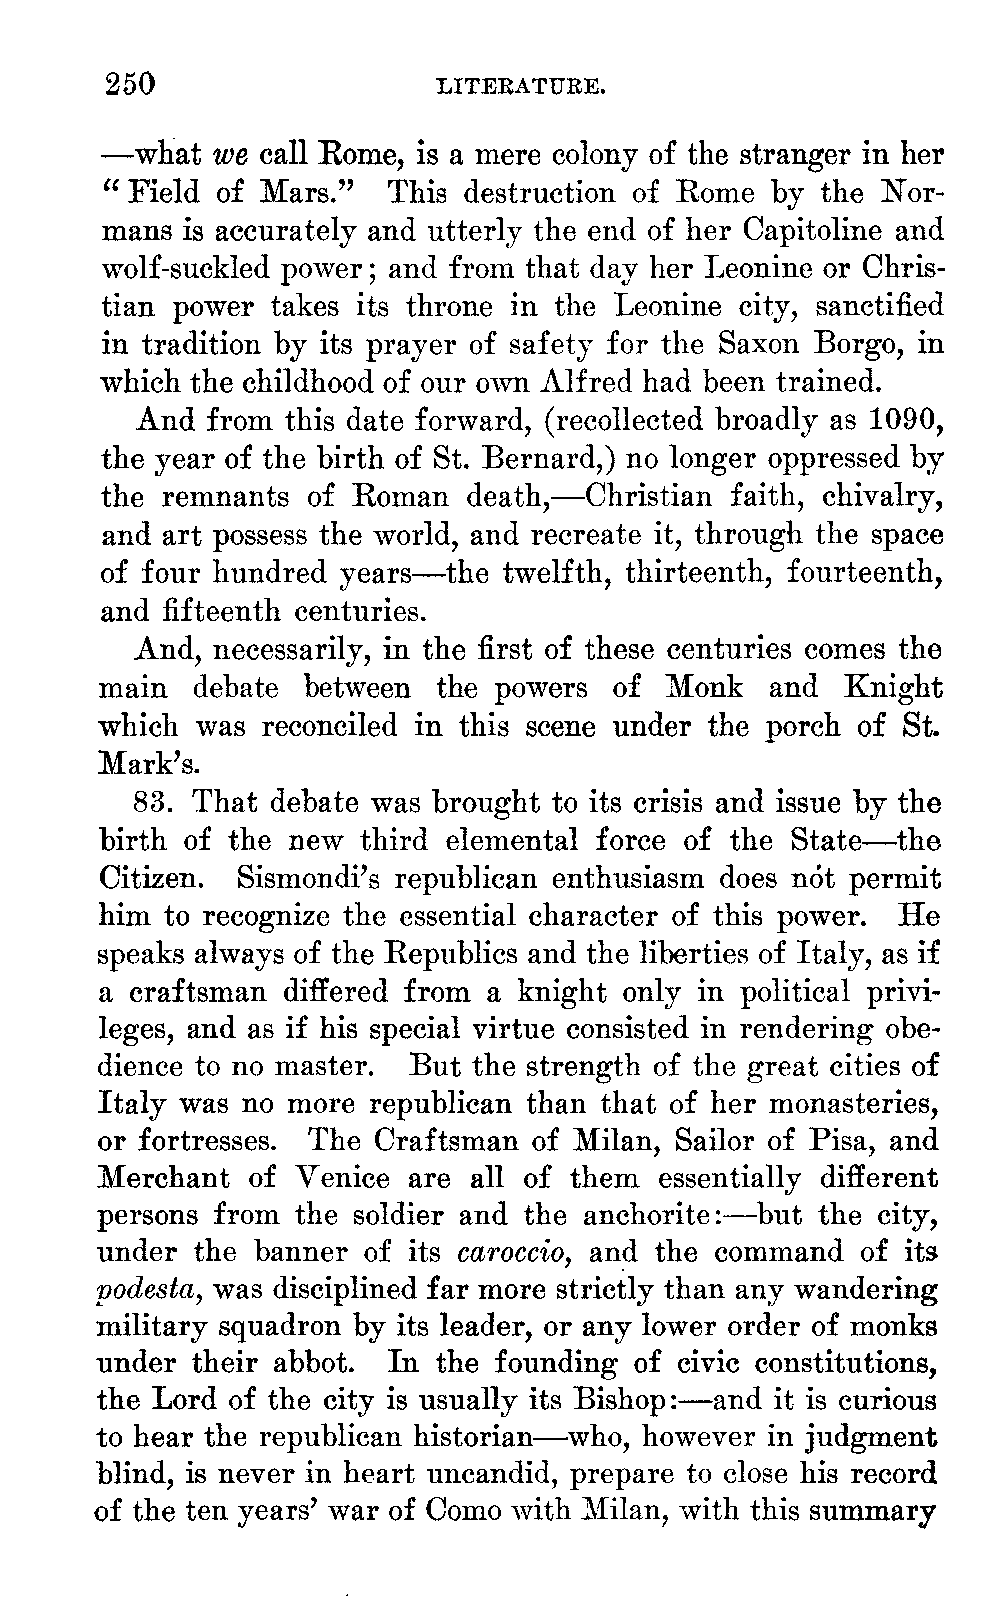 250 LITERATURE.
—what we call Rome, is a mere colony of the stranger in her
“Field of Mars.” This destruction of Rome by the Nor-
mans is accurately and utterly the end of her Capitoline and
wolf-suckled power; and from that day her Leonine or Chris-
tian power takes its throne in the Leonine city, sanctified
in tradition by its prayer of safety for the Saxon Borgo, in
which the childhood of our own Alfred had been trained.
And from this date forward, (recollected broadly as 1090,
the year of the birth of St. Bernard,) no longer oppressed by
the remnants of Roman death,—Christian faith, chivalry,
and art possess the world, and recreate it, through the space
of four hundred years—the twelfth, thirteenth, fourteenth,
and fifteenth centuries.
And, necessarily, in the first of these centuries comes the
main debate between the powers of Monk and Knight
which was reconciled in this scene under the porch of St.
Mark’s.
83. That debate was brought to its crisis and issue by the
birth of the new third elemental force of the State—the
Citizen. Sismondi’s republican enthusiasm does not permit
him to recognize the essential character of this power. He
speaks always of the Republics and the liberties of Italy, as if
a craftsman differed from a knight only in political privi-
leges, and as if his special virtue consisted in rendering obe-
dience to no master. But the strength of the great cities of
Italy was no more republican than that of her monasteries,
or fortresses. The Craftsman of Milan, Sailor of Pisa, and
Merchant of Venice are all of them essentially different
persons from the soldier and the anchorite:—but the city,
under the banner of its caroccio, and the command of its
podesta, was disciplined far more strictly than any wandering
military squadron by its leader, or any lower order of monks
under their abbot. In the founding of civic constitutions,
the Lord of the city is usually its Bishop:—and it is curious
to hear the republican historian—who, however in judgment
blind, is never in heart uncandid, prepare to close his record
of the ten years’ war of Como with Milan, with this summary